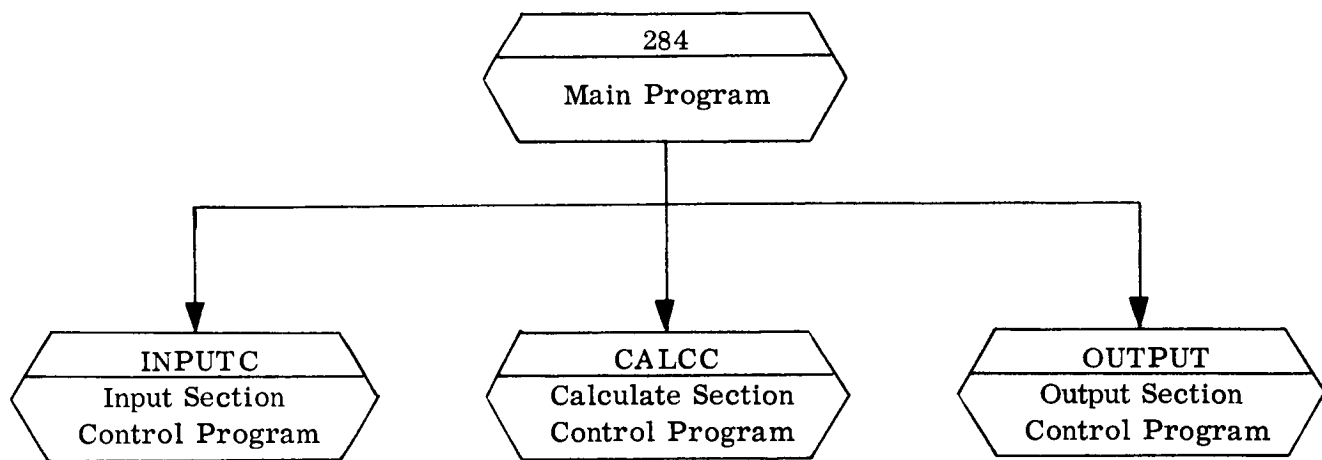 284
Main Program
INPUTC
Input Section
Control Program
CALCC
Calculate Section
Control Program
OUTPUT
Output Section
Control Program